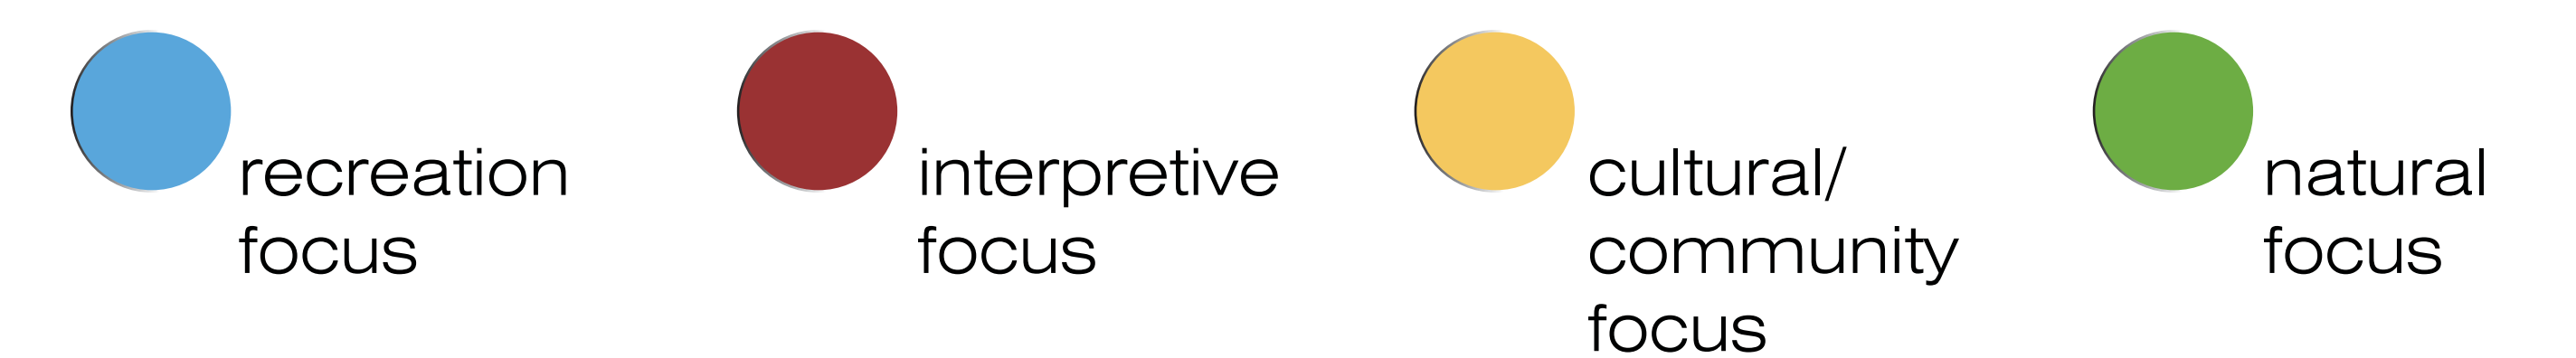 recreation
focus
interpretive
focus
cultural/
community
focus
natural
focus